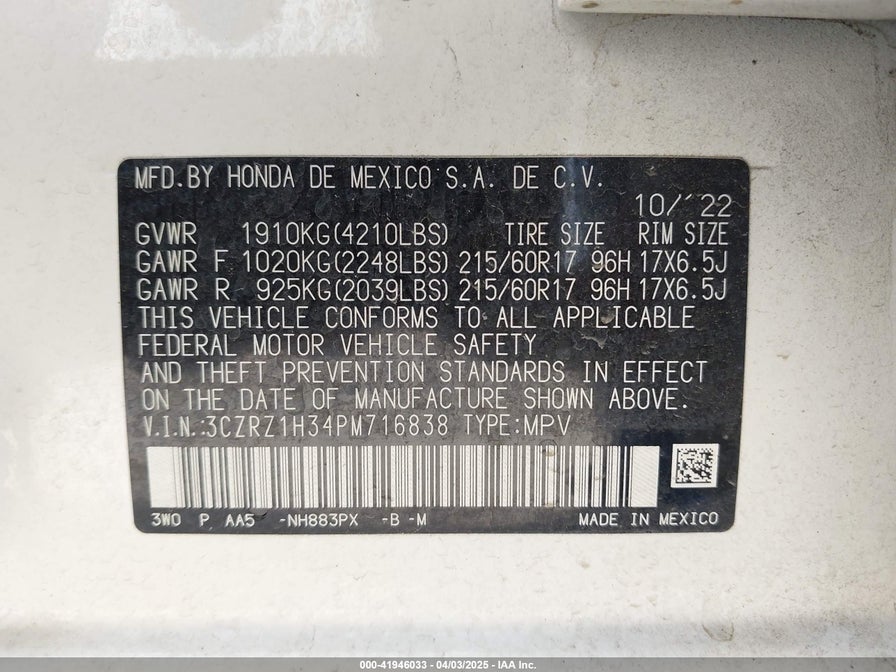 MFD.BY HONDA DE MEXICO S.A. DE C.V.
10/'22
GVWR 1910KG(4210LBS) TIRE SIZE RIM SIZE
GAWR F 1020KG(2248LBS) 215/60R17 96H 17X6.5J
GAWR R 925KG(2039LBS) 215/60R17 96H 17X6.5J
THIS VEHICLE CONFORMS TO ALL APPLICABLE
FEDERAL MOTOR VEHICLE SAFETY
AND THEFT PREVENTION STANDARDS IN EFFECT
ON THE DATE OF MANUFACTURE SHOWN ABOVE.
V.I.N.:3CZRZ1H34PM716838 TYPE:MPV
3W0 P AA5 -NH883PX -B -M MADE IN MEXICO
000-41946033 - 04/03/2025 - IAA Inc.